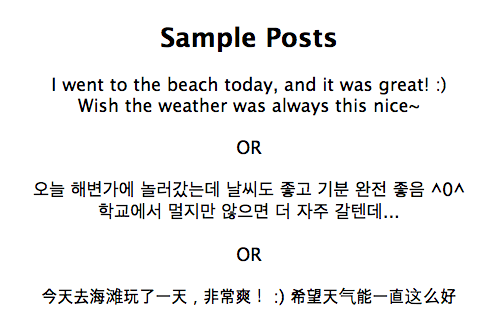 Sample Posts
I went to the beach today, and it was great! :)
Wish the weather was always this nice~
OR
오늘 해변가에 놀러갔는데 날씨도 좋고 기분 완전 좋음 ^0^
학교에서 멀지만 않으면 더 자주 갈텐데...
OR
今天去海滩玩了一天，非常爽！ :) 希望天气能一直这么好